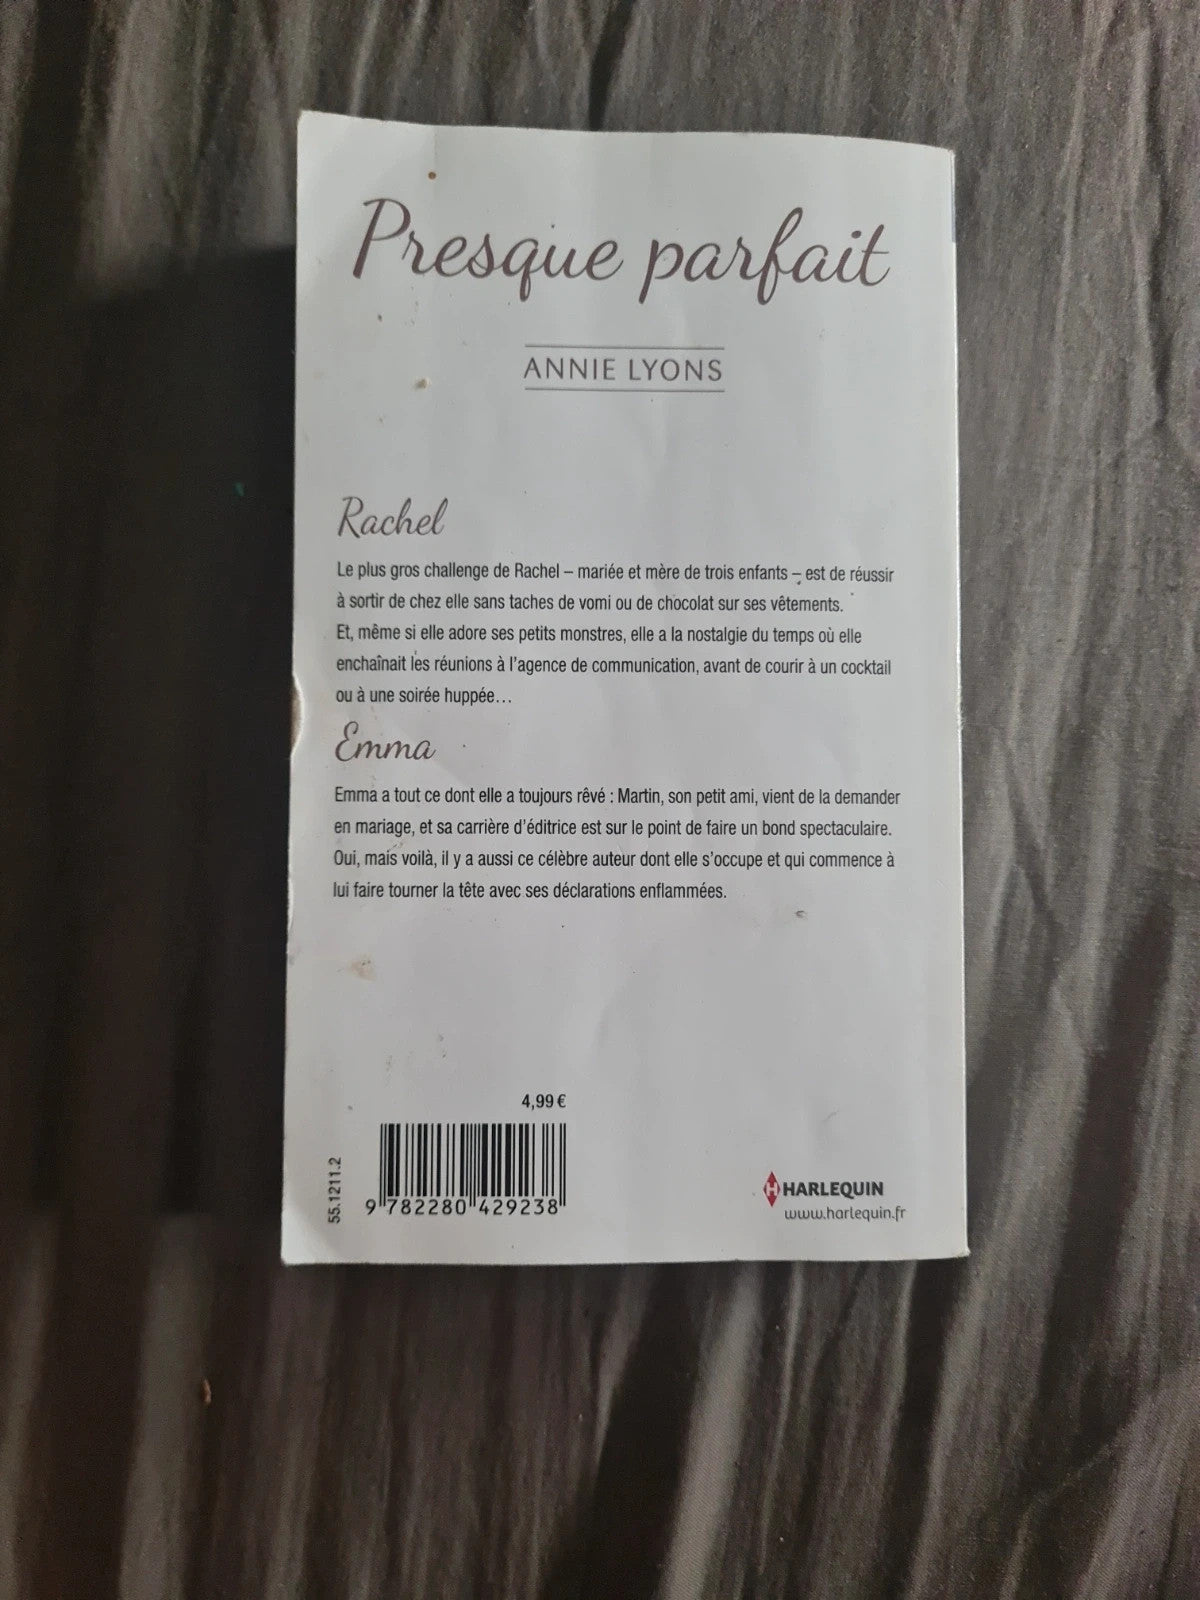 Presque parfait
ANNIE LYONS
Rachel
Le plus gros challenge de Rachel – mariée et mère de trois enfants – est de réussir
à sortir de chez elle sans taches de vomi ou de chocolat sur ses vêtements.
Et, même si elle adore ses petits monstres, elle a la nostalgie du temps où elle
enchaînait les réunions à l'agence de communication, avant de courir à un cocktail
ou à une soirée huppée…
Emma
Emma a tout ce dont elle a toujours rêvé : Martin, son petit ami, vient de la demander
en mariage, et sa carrière d'éditrice est sur le point de faire un bond spectaculaire.
Oui, mais voilà, il y a aussi ce célèbre auteur dont elle s'occupe et qui commence à
lui faire tourner la tête avec ses déclarations enflammées.
4,99 €
55.1211.2
9 782280 429238
H HARLEQUIN
www.harlequin.fr